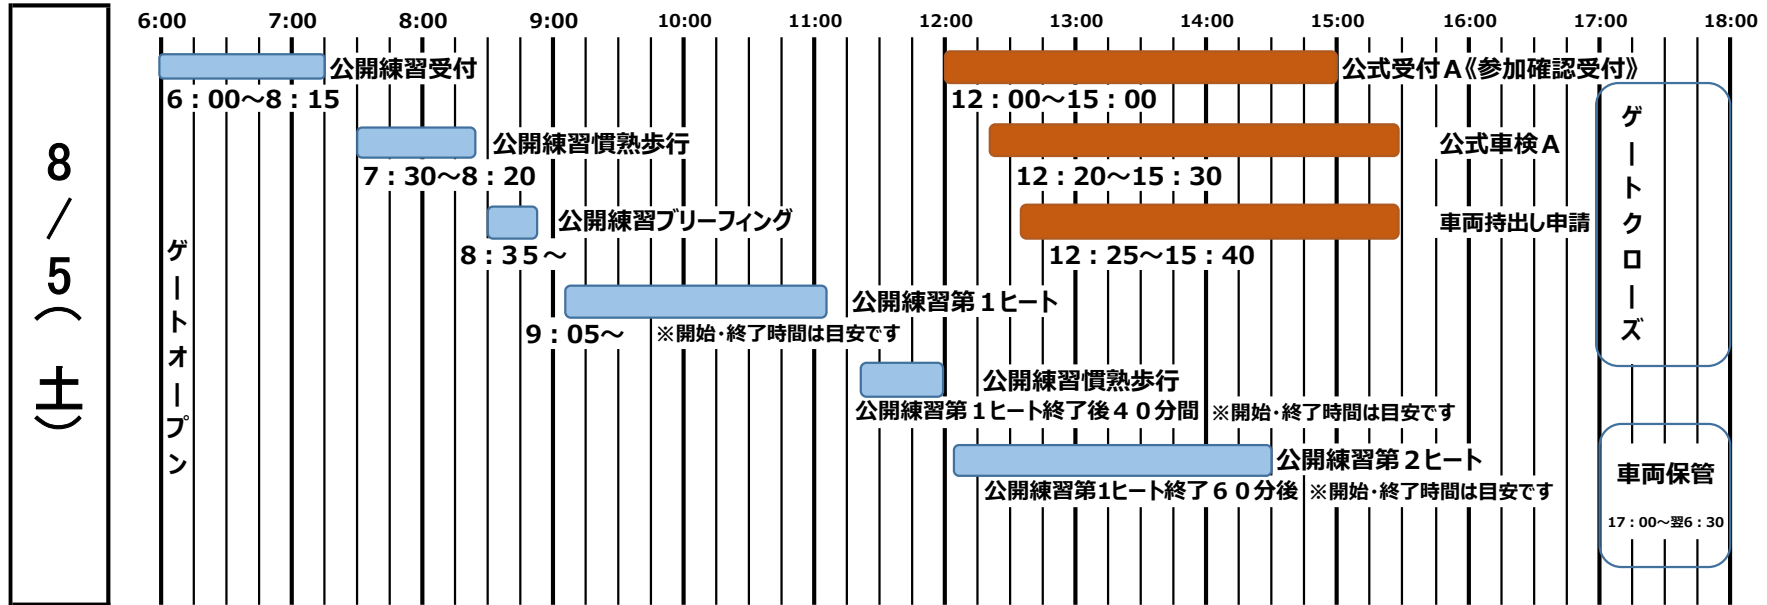 6:00 7:00 8:00 9:00 10:00 11:00 12:00 13:00 14:00 15:00 16:00 17:00 18:00
8/5(土)
ゲートオープン
公開練習受付
6：00～8：15
公式受付A《参加確認受付》
12：00～15：00
公開練習慣熟歩行
7：30～8：20
公式車検A
12：20～15：30
公開練習ブリーフィング
8：35～
車両持出し申請
12：25～15：40
公開練習第1ヒート
9：05～ ※開始・終了時間は目安です
公開練習慣熟歩行
公開練習第1ヒート終了後40分間 ※開始・終了時間は目安です
公開練習第2ヒート
公開練習第1ヒート終了60分後 ※開始・終了時間は目安です
ゲートクローズ
車両保管
17：00～翌6：30